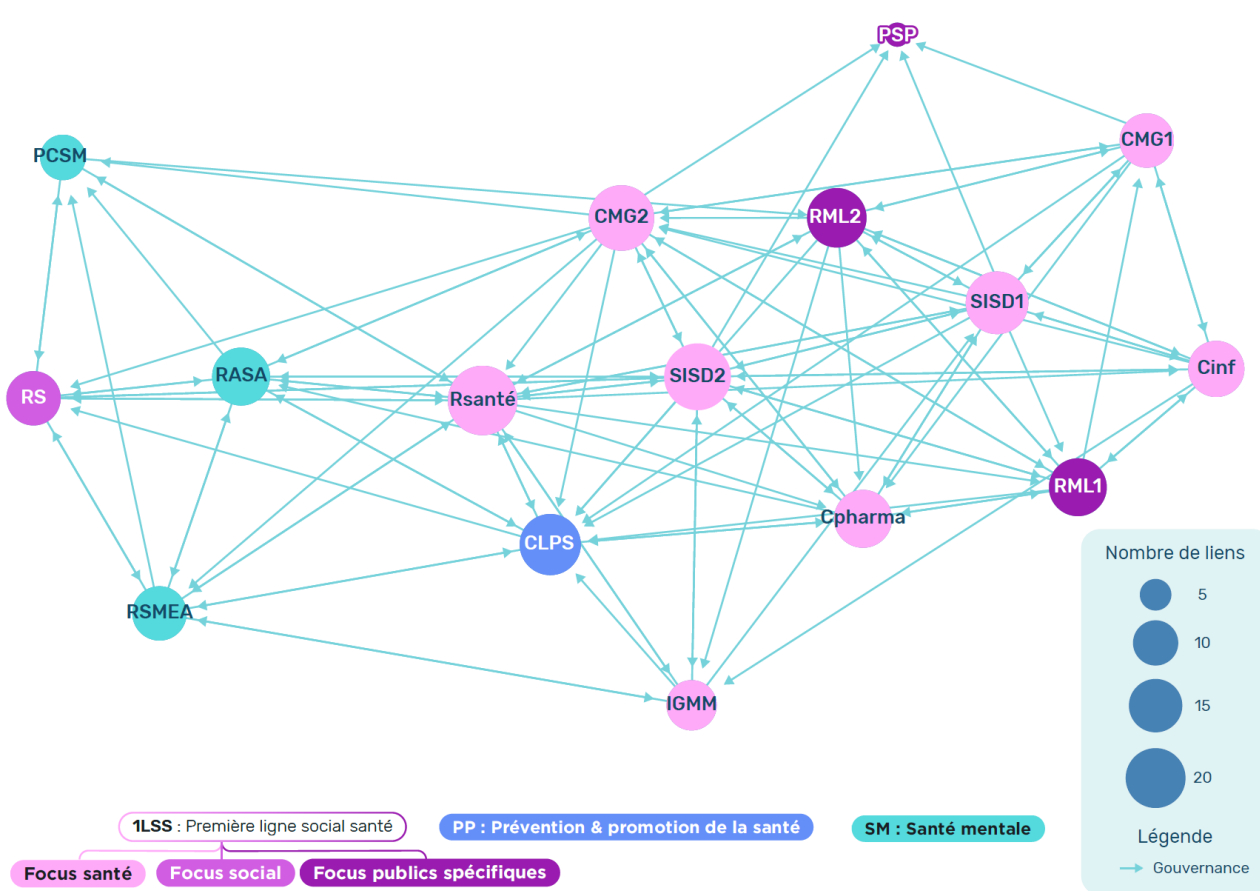 PSP
CMG1
PCSM
CMG2
RML2
SISD1
RASA
SISD2
Cinf
RS
Rsanté
RML1
Cpharma
CLPS
RSMEA
IGMM
Nombre de liens
5
10
15
20
Légende
Gouvernance
1LSS : Première ligne social santé
PP : Prévention & promotion de la santé
SM : Santé mentale
Focus santé
Focus social
Focus publics spécifiques